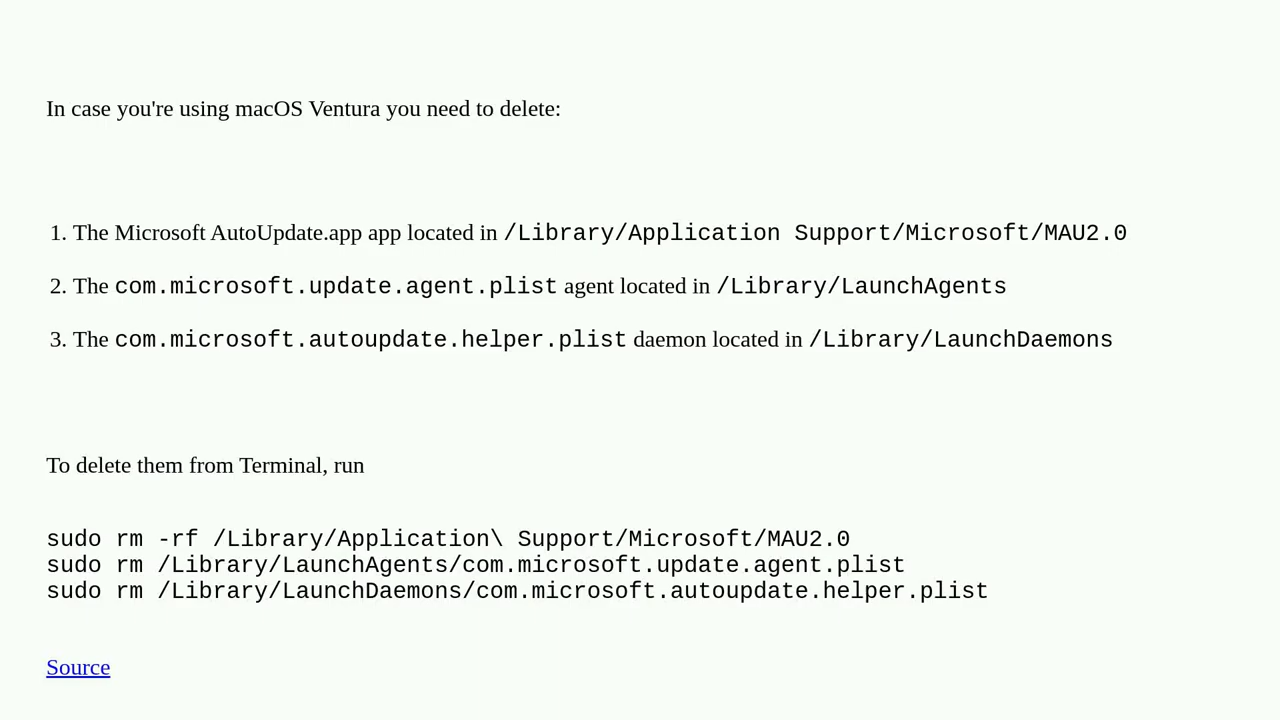 In case you're using macOS Ventura you need to delete:
1. The Microsoft AutoUpdate.app app located in /Library/Application Support/Microsoft/MAU2.0
2. The com.microsoft.update.agent.plist agent located in /Library/LaunchAgents
3. The com.microsoft.autoupdate.helper.plist daemon located in /Library/LaunchDaemons
To delete them from Terminal, run
sudo rm -rf /Library/Application\ Support/Microsoft/MAU2.0
sudo rm /Library/LaunchAgents/com.microsoft.update.agent.plist
sudo rm /Library/LaunchDaemons/com.microsoft.autoupdate.helper.plist
Source